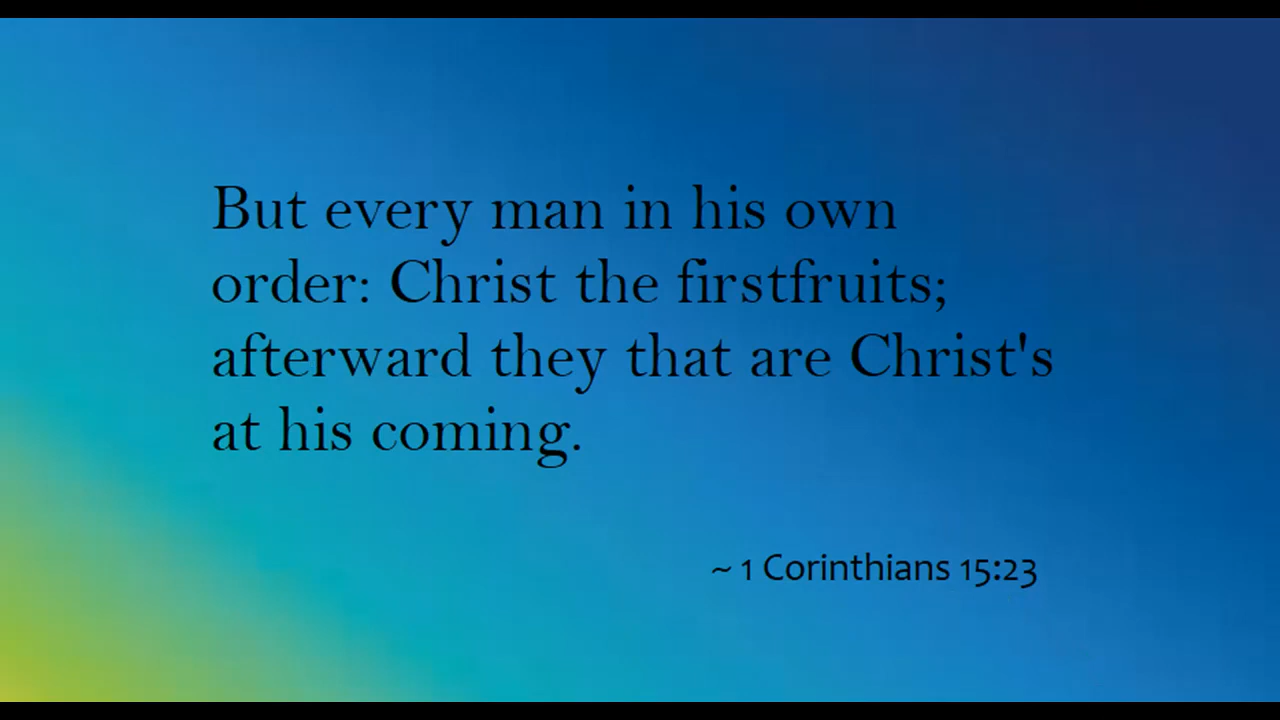 But every man in his own
order: Christ the firstfruits;
afterward they that are Christ's
at his coming.
~ 1 Corinthians 15:23